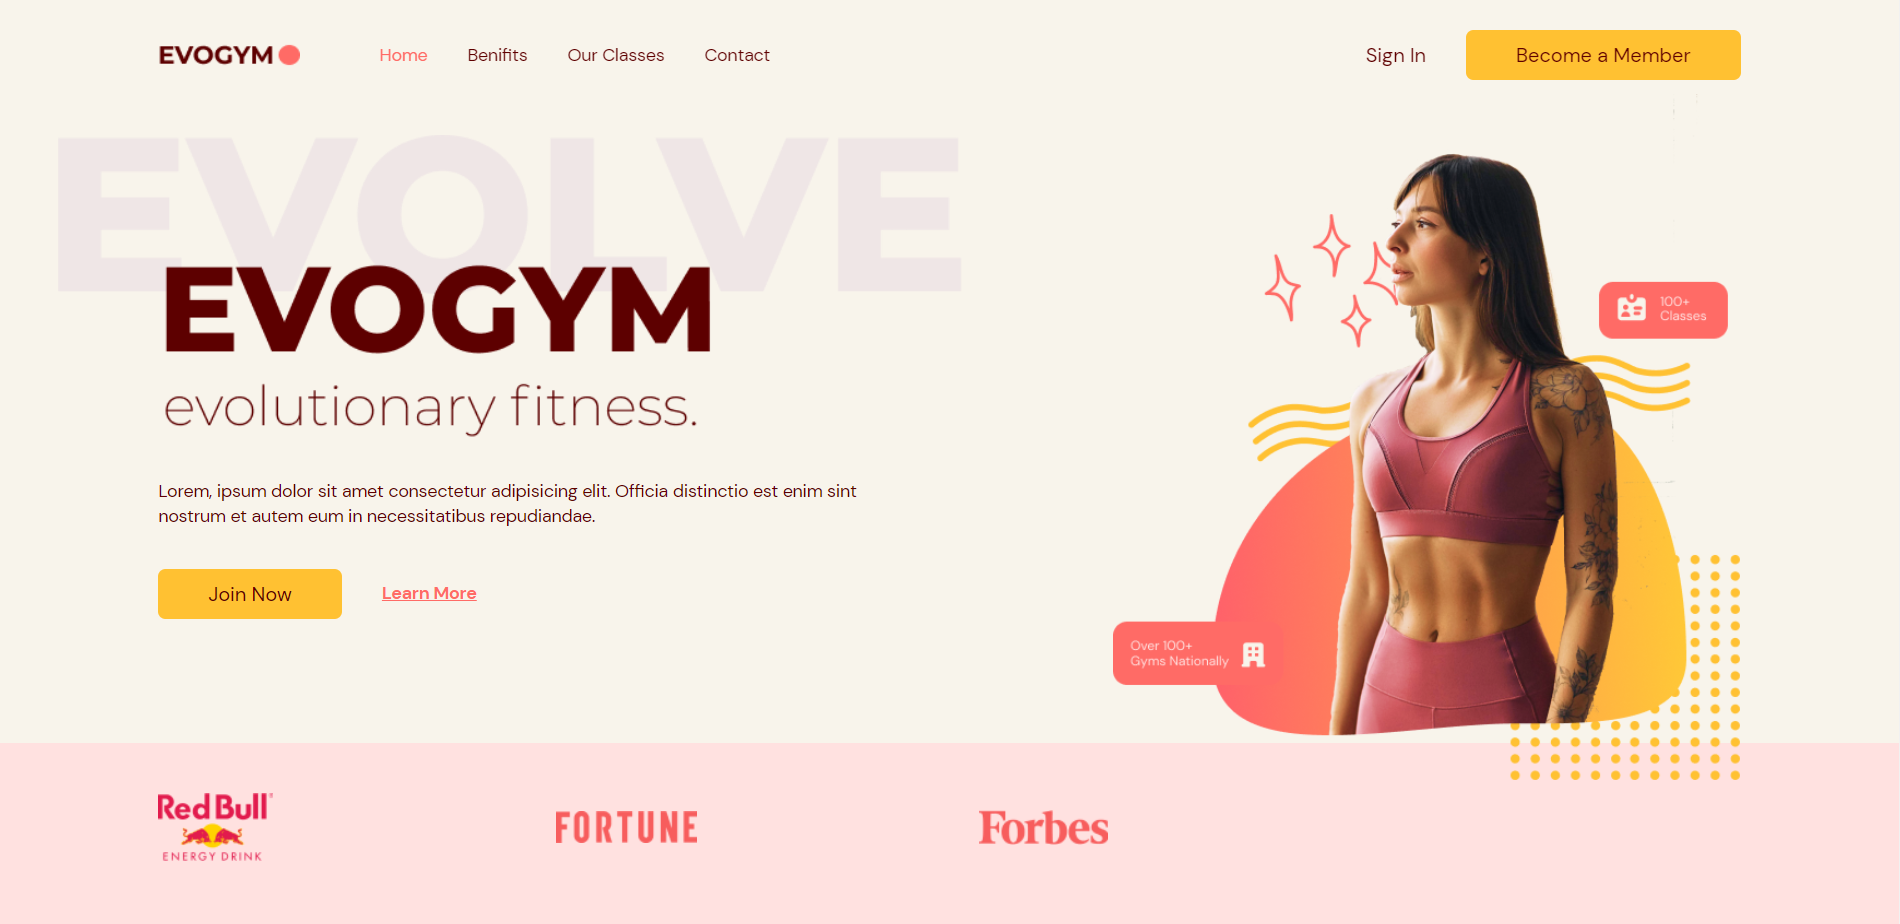 EVOGYM
Home
Benifits
Our Classes
Contact
Sign In
Become a Member
EVOLVE
EVOGYM
evolutionary fitness.
Lorem, ipsum dolor sit amet consectetur adipisicing elit. Officia distinctio est enim sint
nostrum et autem eum in necessitatibus repudiandae.
Join Now
Learn More
100+
Classes
Over 100+
Gyms Nationally
Red Bull
ENERGY DRINK
FORTUNE
Forbes